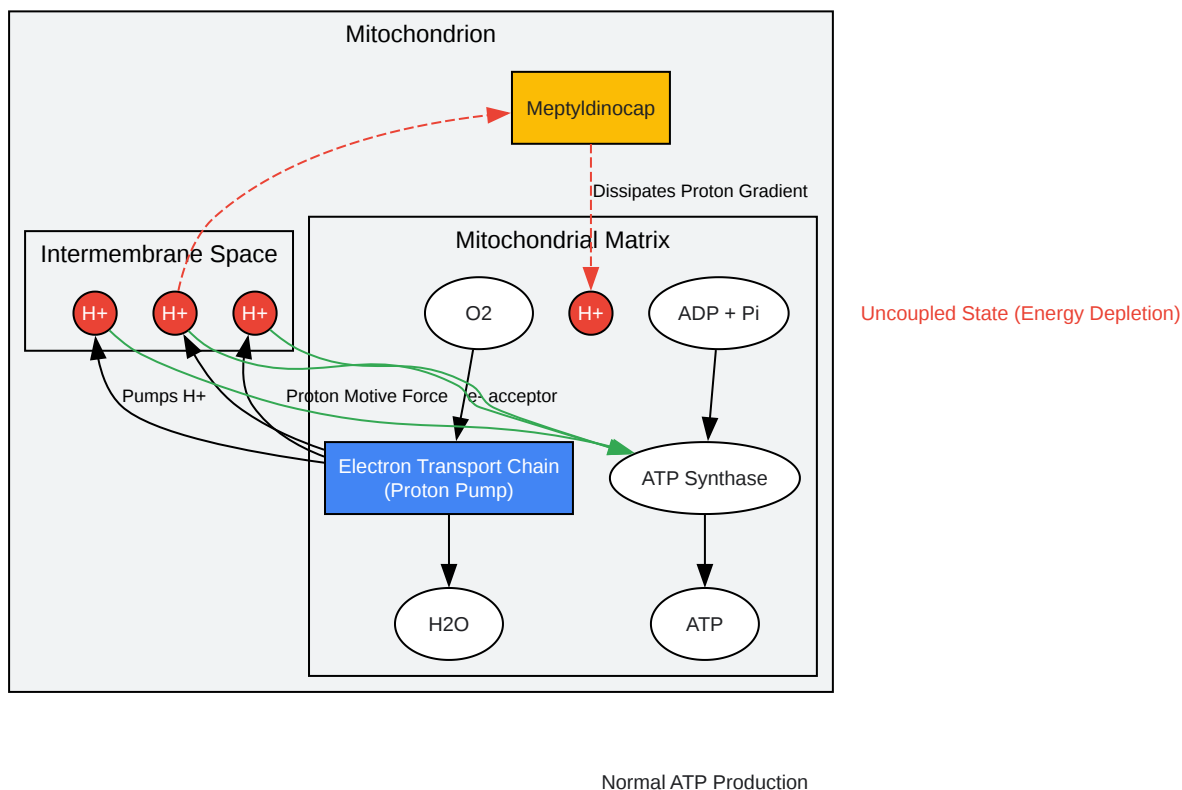 Mitochondrion
Meptyldinocap
Dissipates Proton Gradient
Intermembrane Space
Mitochondrial Matrix
H+
H+
H+
O2
H+
ADP + Pi
Uncoupled State (Energy Depletion)
Pumps H+
Proton Motive Force
e- acceptor
Electron Transport Chain
(Proton Pump)
ATP Synthase
H2O
ATP
Normal ATP Production